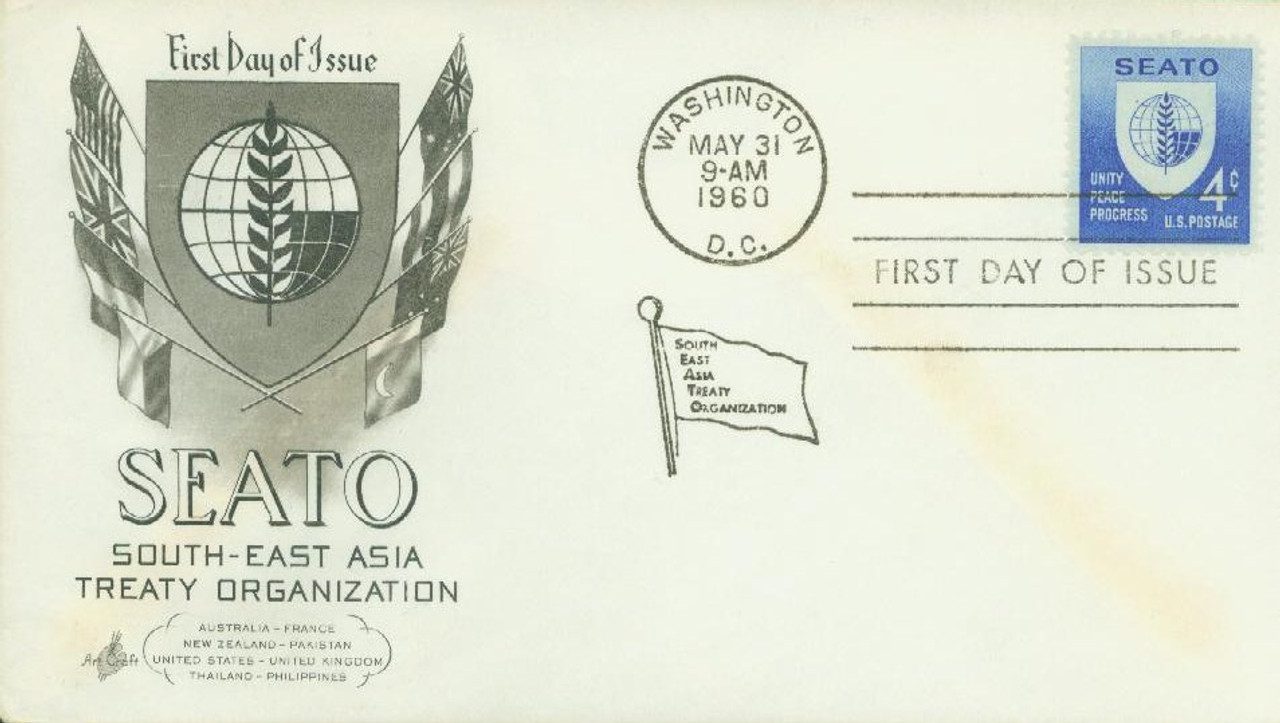 First Day of Issue
SEATO
SOUTH-EAST ASIA
TREATY ORGANIZATION
AUSTRALIA - FRANCE
NEW ZEALAND - PAKISTAN
UNITED STATES - UNITED KINGDOM
THAILAND - PHILIPPINES
Art Craft
WASHINGTON
MAY 31
9-AM
1960
D.C.
SOUTH
EAST
ASIA
TREATY
ORGANIZATION
SEATO
UNITY
PEACE
PROGRESS
4¢
U.S. POSTAGE
FIRST DAY OF ISSUE